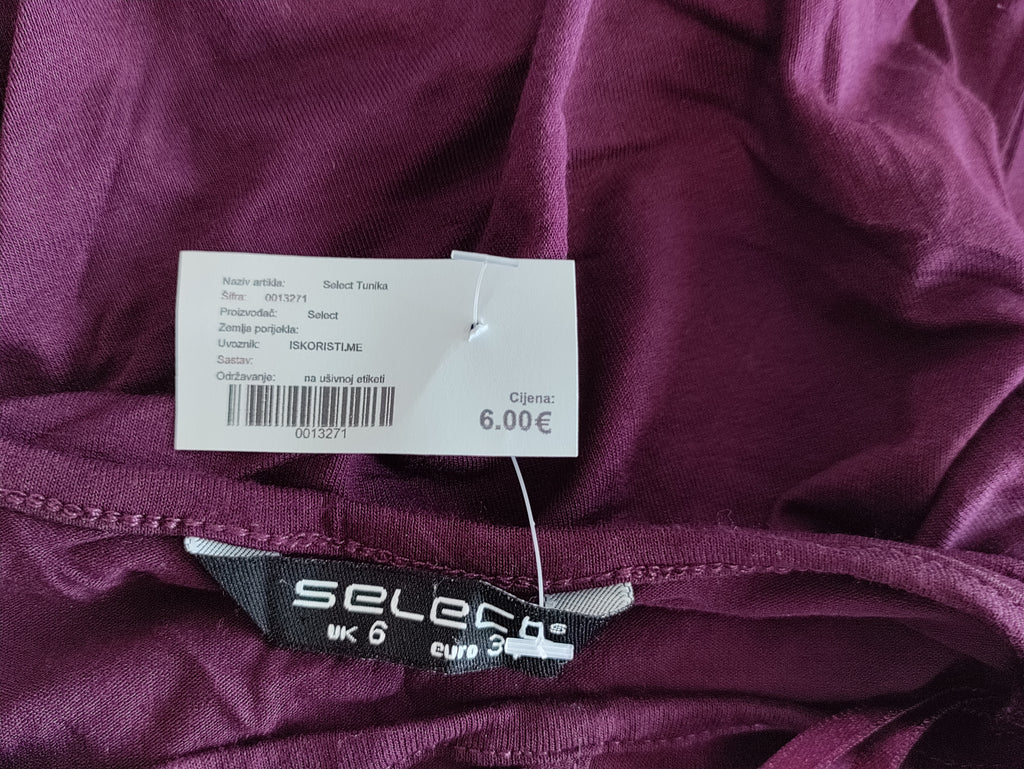 Naziv artikla: Select Tunika
Šifra: 0013271
Proizvođač: Select
Zemlja porijekla:
Uvoznik: ISKORISTI.ME
Sastav:
Održavanje: na ušivnoj etiketi
0013271
Cijena:
6.00€
select
UK 6
euro